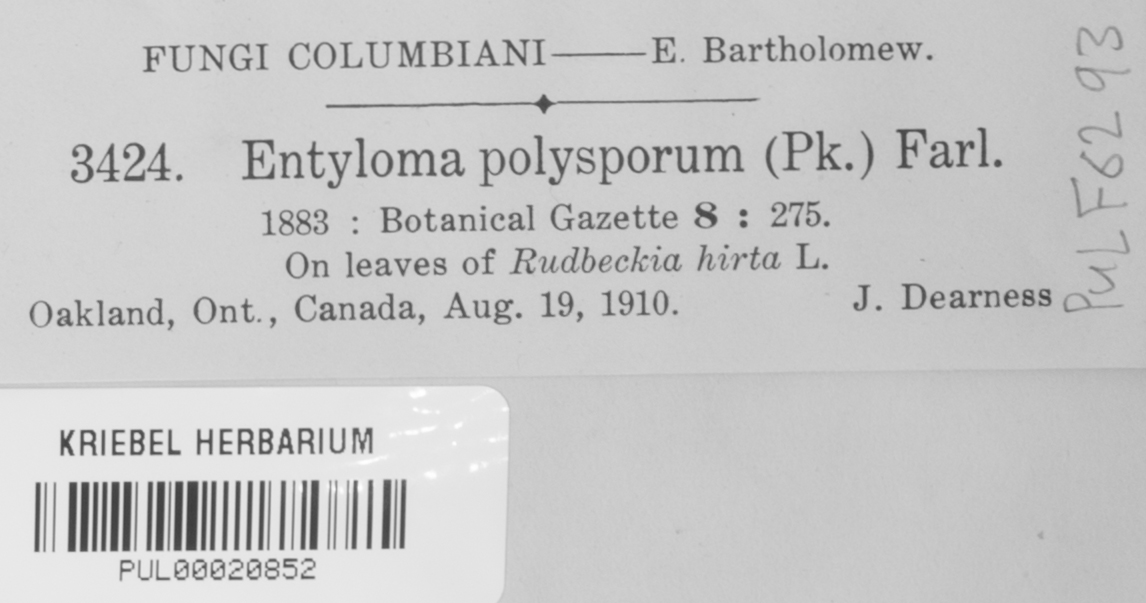 FUNGI COLUMBIANI——E. Bartholomew.
3424. Entyloma polysporum (Pk.) Farl.
1883 : Botanical Gazette 8 : 275.
On leaves of Rudbeckia hirta L.
Oakland, Ont., Canada, Aug. 19, 1910. J. Dearness
PUL F6293
KRIEBEL HERBARIUM
PUL00020852